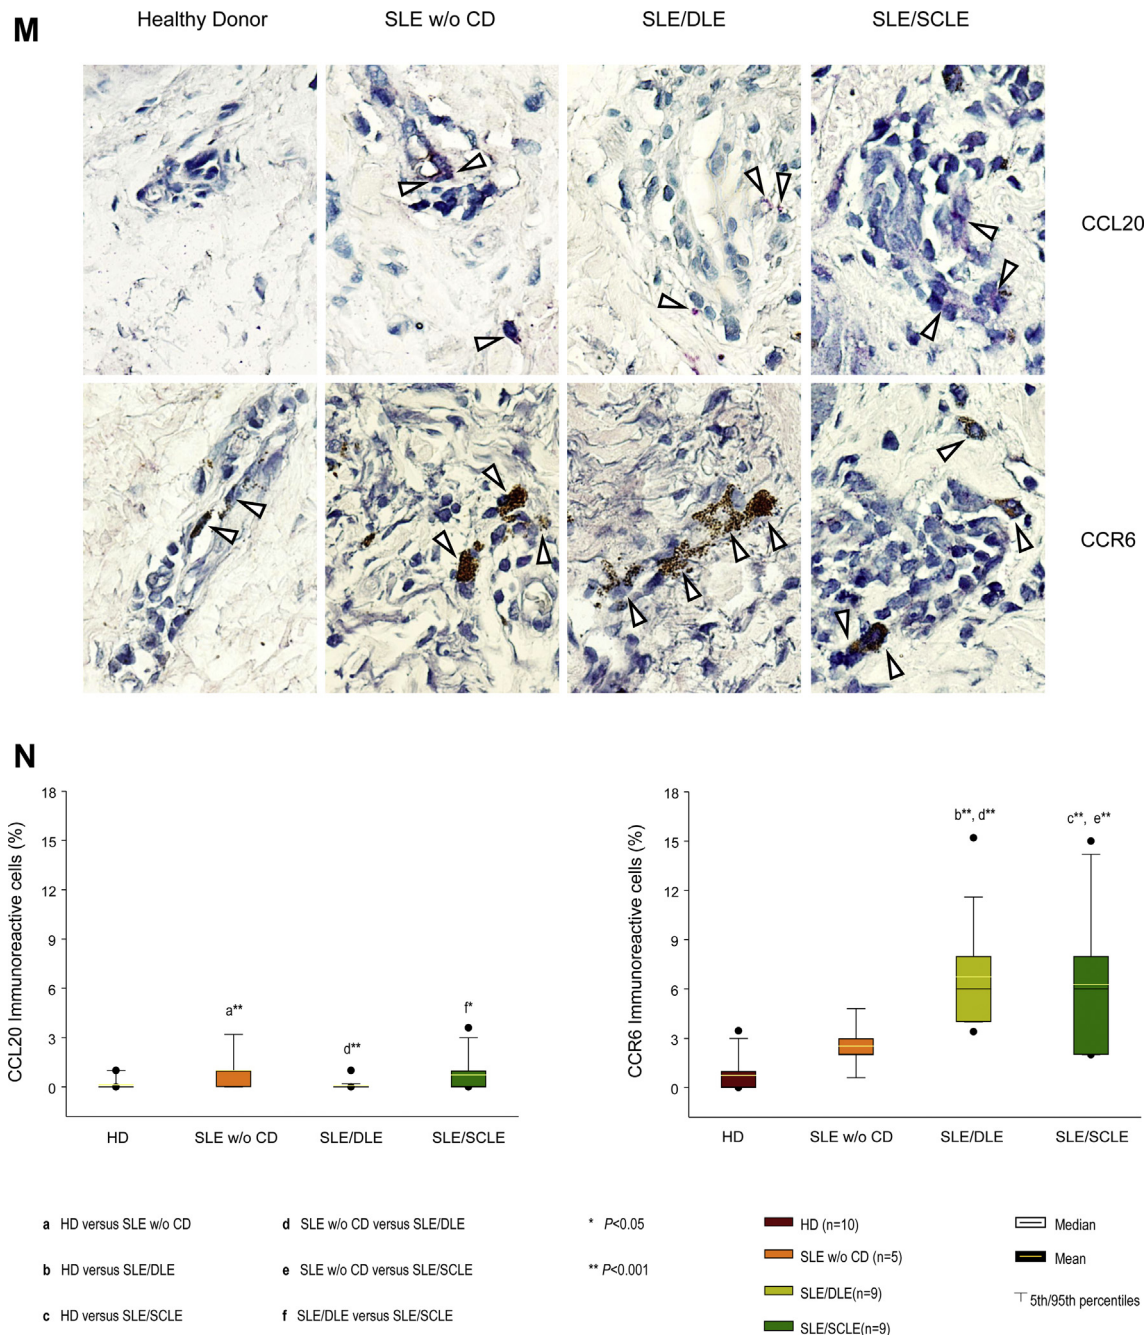 M
Healthy Donor SLE w/o CD SLE/DLE SLE/SCLE
CCL20
CCR6
N
CCL20 Immunoreactive cells (%)
18
15
12
9
6
3
0
a**
d**
f*
HD SLE w/o CD SLE/DLE SLE/SCLE
CCR6 Immunoreactive cells (%)
18
15
12
9
6
3
0
b**, d**
c**, e**
HD SLE w/o CD SLE/DLE SLE/SCLE
a HD versus SLE w/o CD
b HD versus SLE/DLE
c HD versus SLE/SCLE
d SLE w/o CD versus SLE/DLE
e SLE w/o CD versus SLE/SCLE
f SLE/DLE versus SLE/SCLE
* P<0.05
** P<0.001
HD (n=10)
SLE w/o CD (n=5)
SLE/DLE(n=9)
SLE/SCLE(n=9)
Median
Mean
5th/95th percentiles